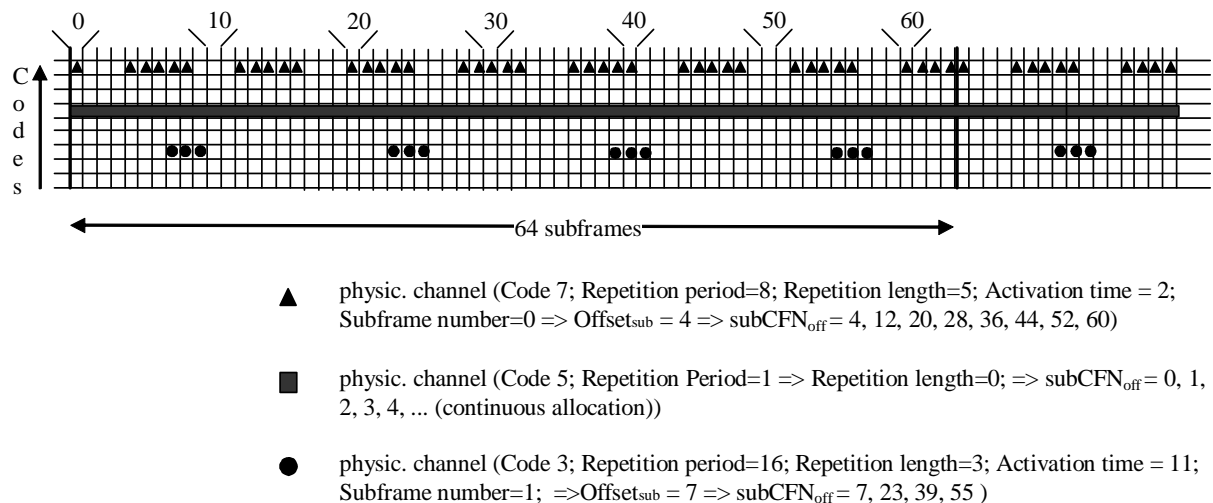 0 10 20 30 40 50 60
C
o
d
e
s
64 subframes
physic. channel (Code 7; Repetition period=8; Repetition length=5; Activation time = 2;
Subframe number=0 => Offsetsub = 4 => subCFNoff = 4, 12, 20, 28, 36, 44, 52, 60)
physic. channel (Code 5; Repetition Period=1 => Repetition length=0; => subCFNoff = 0, 1,
2, 3, 4, ... (continuous allocation))
physic. channel (Code 3; Repetition period=16; Repetition length=3; Activation time = 11;
Subframe number=1; =>Offsetsub = 7 => subCFNoff = 7, 23, 39, 55 )